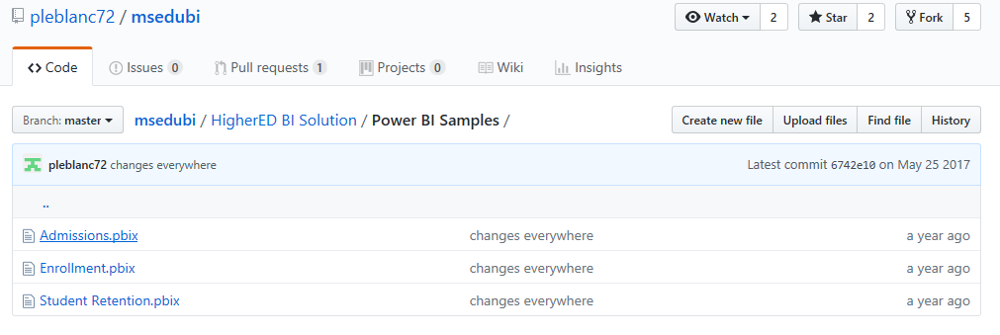 pleblanc72 / msedubi
Watch 2 Star 2 Fork 5
Code Issues 0 Pull requests 1 Projects 0 Wiki Insights
Branch: master msedubi / HigherED BI Solution / Power BI Samples / Create new file Upload files Find file History
pleblanc72 changes everywhere Latest commit 6742e10 on May 25 2017
..
Admissions.pbix changes everywhere a year ago
Enrollment.pbix changes everywhere a year ago
Student Retention.pbix changes everywhere a year ago